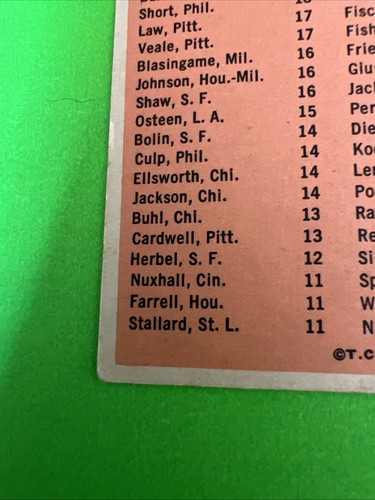 18
Short, Phil. 17 Fisc
Law, Pitt. 17 Fish
Veale, Pitt. 16 Frie
Blasingame, Mil. 16 Gius
Johnson, Hou.-Mil. 16 Jack
Shaw, S. F. 15 Per
Osteen, L. A. 14 Die
Bolin, S. F. 14 Koo
Culp, Phil. 14 Le
Ellsworth, Chi. 14 Po
Jackson, Chi. 13 Ra
Buhl, Chi. 13 Re
Cardwell, Pitt. 12 Si
Herbel, S. F. 11 Sp
Nuxhall, Cin. 11 W
Farrell, Hou. 11 N
Stallard, St. L.
©T.C